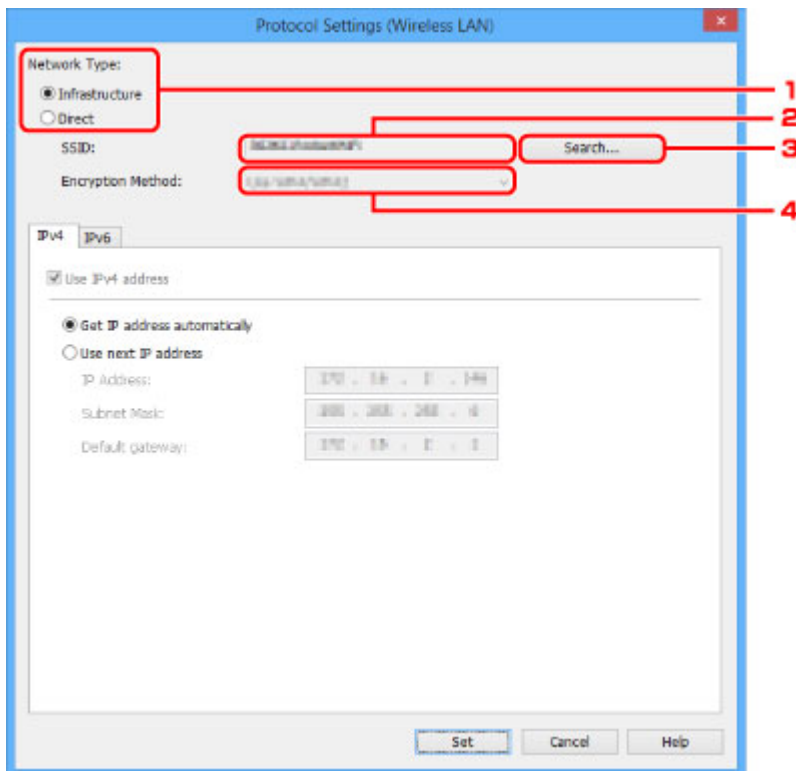 Protocol Settings (Wireless LAN)
Network Type:
Infrastructure
1
Direct
2
SSID:
Search...
3
Encryption Method:
4
IPv4 IPv6
Use IPv4 address
Get IP address automatically
Use next IP address
IP Address:
Subnet Mask:
Default gateway:
Set Cancel Help